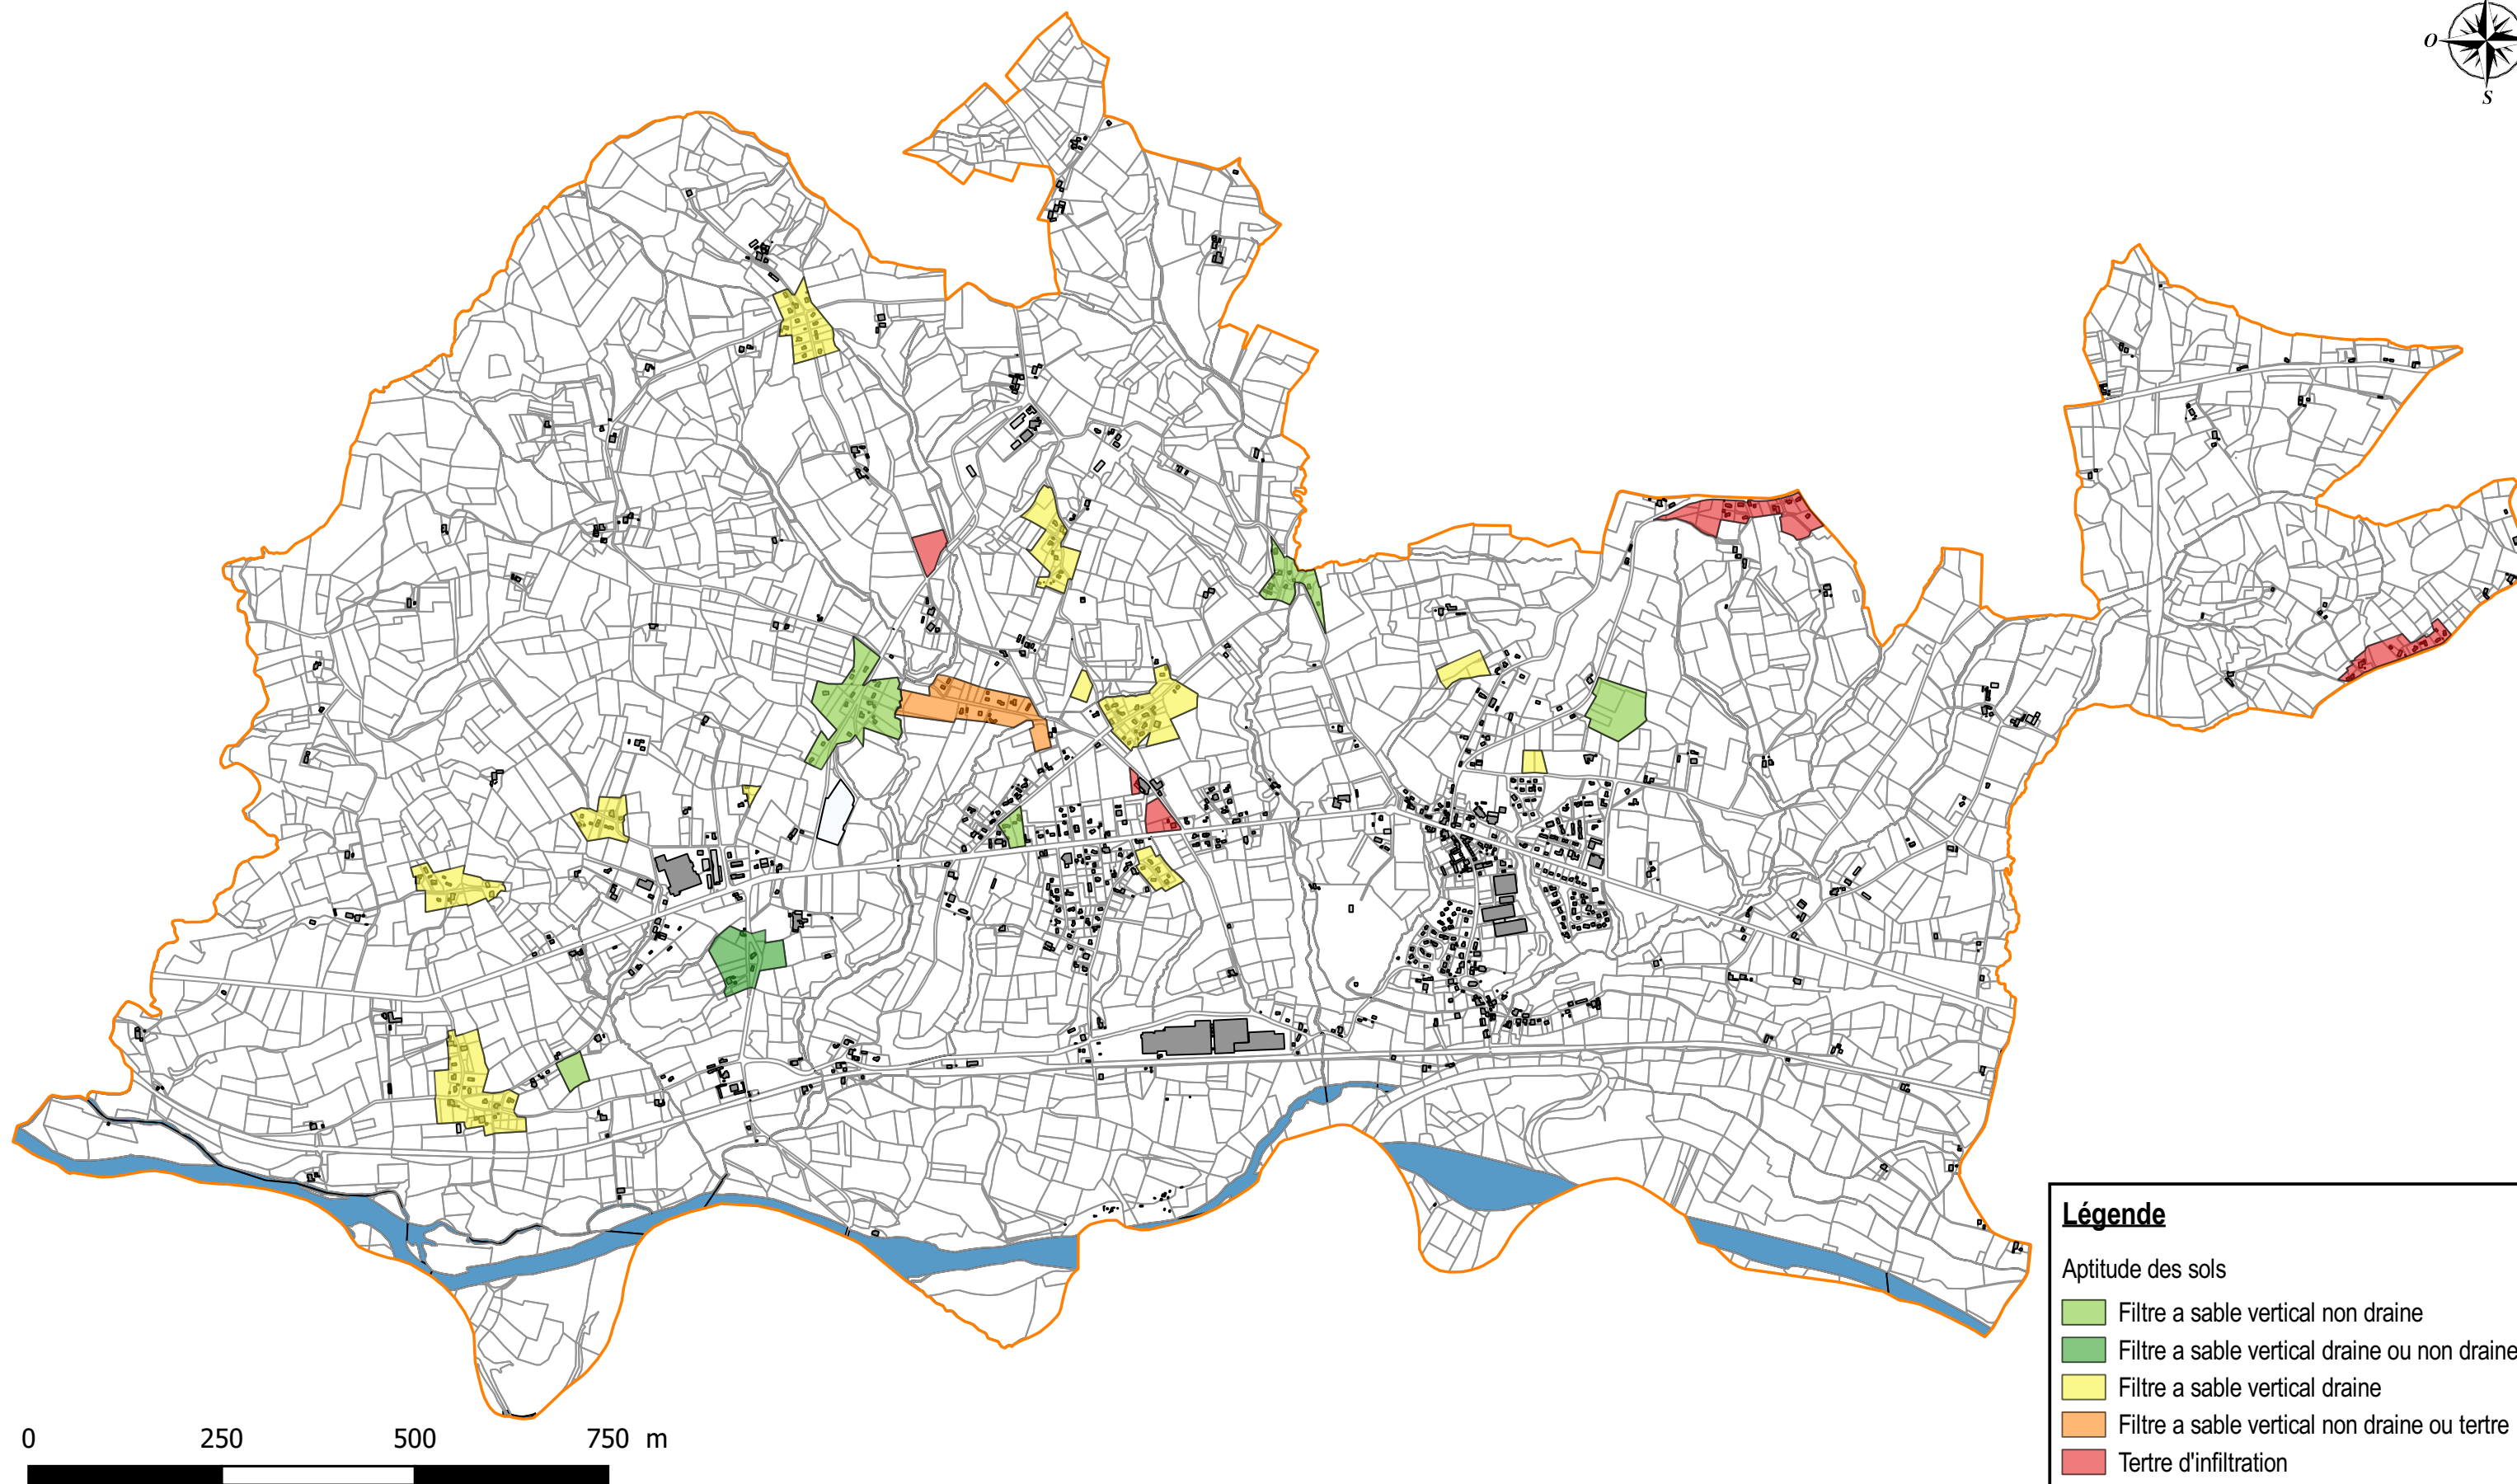 O
S
Légende
Aptitude des sols
Filtre a sable vertical non draine
Filtre a sable vertical draine ou non draine
Filtre a sable vertical draine
Filtre a sable vertical non draine ou tertre
Tertre d'infiltration
0 250 500 750 m